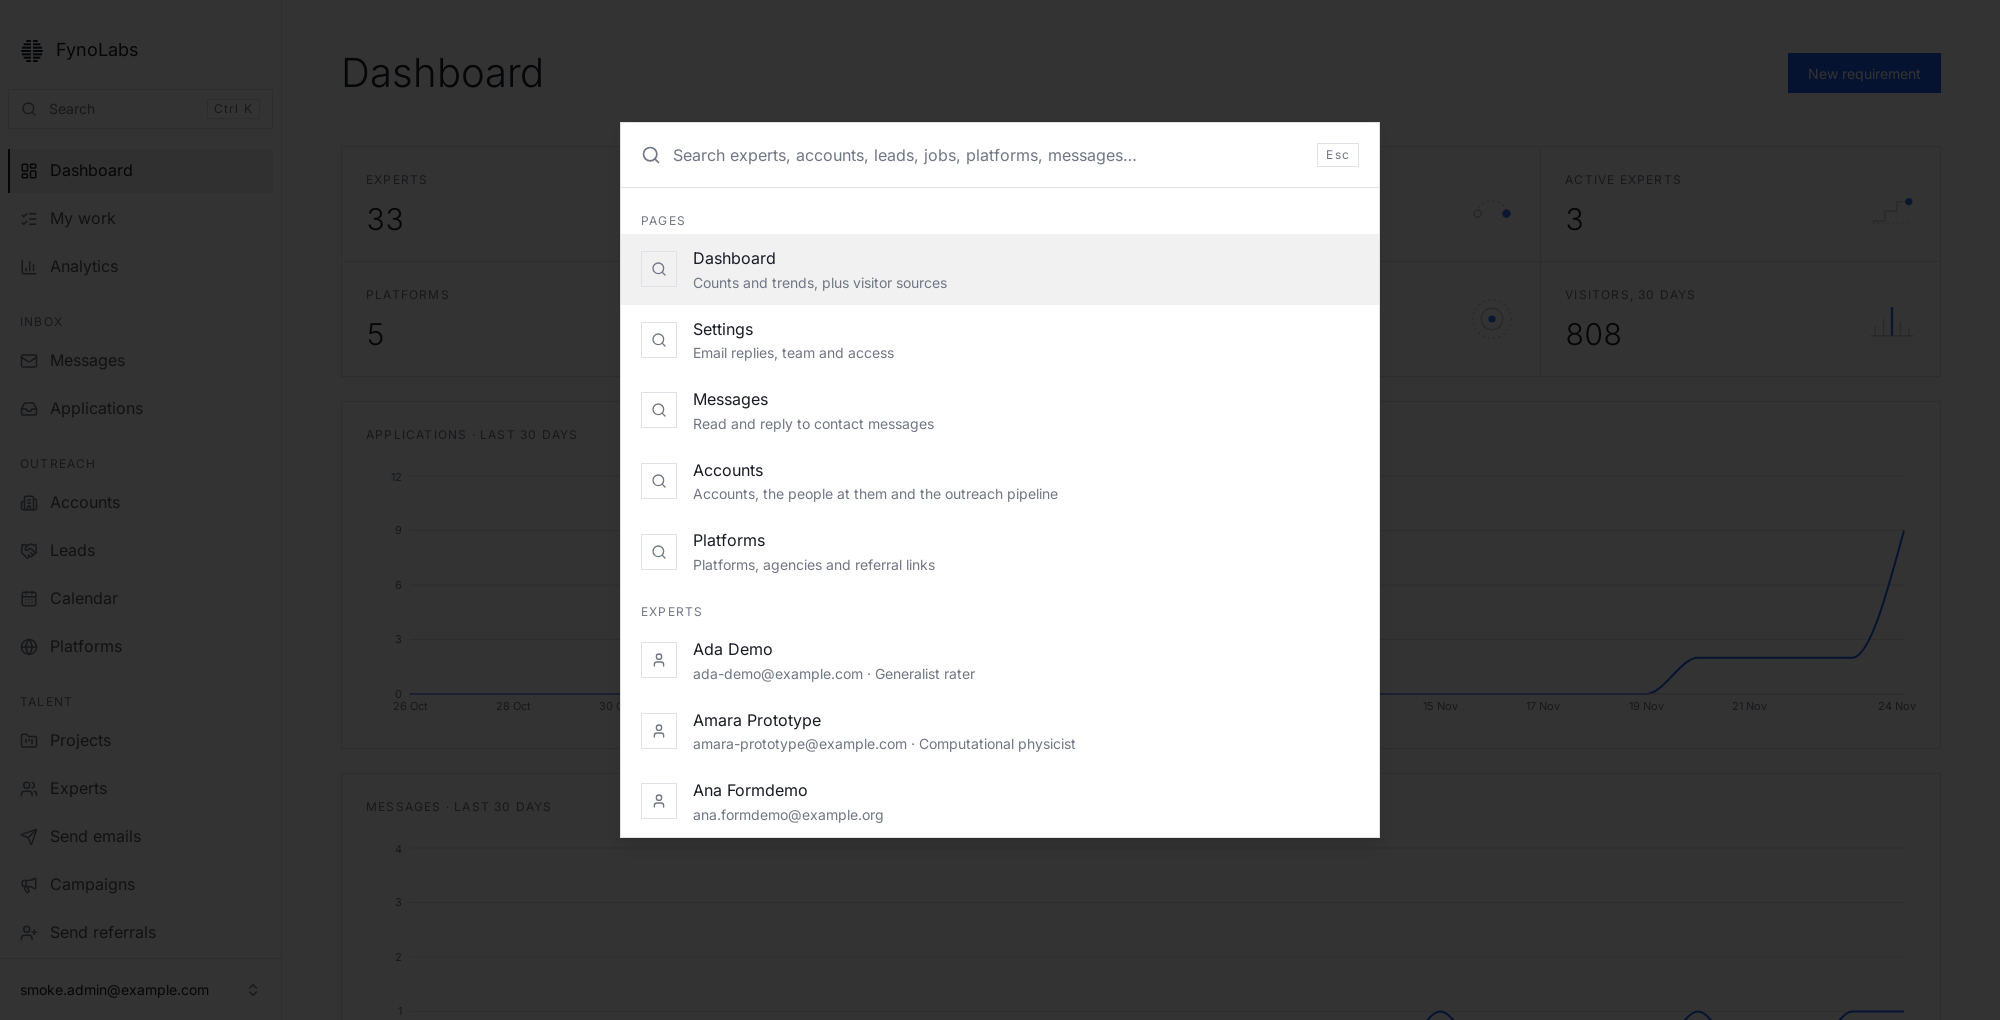 FynoLabs
Search
Ctrl K
Dashboard
My work
Analytics
INBOX
Messages
Applications
OUTREACH
Accounts
Leads
Calendar
Platforms
TALENT
Projects
Experts
Send emails
Campaigns
Send referrals
smoke.admin@example.com
Dashboard
New requirement
EXPERTS
33
ACTIVE EXPERTS
3
PLATFORMS
5
VISITORS, 30 DAYS
808
APPLICATIONS · LAST 30 DAYS
12
9
6
3
0
26 Oct
28 Oct
15 Nov
17 Nov
19 Nov
21 Nov
24 Nov
MESSAGES · LAST 30 DAYS
4
3
2
1
Search experts, accounts, leads, jobs, platforms, messages...
Esc
PAGES
Dashboard
Counts and trends, plus visitor sources
Settings
Email replies, team and access
Messages
Read and reply to contact messages
Accounts
Accounts, the people at them and the outreach pipeline
Platforms
Platforms, agencies and referral links
EXPERTS
Ada Demo
ada-demo@example.com · Generalist rater
Amara Prototype
amara-prototype@example.com · Computational physicist
Ana Formdemo
ana.formdemo@example.org